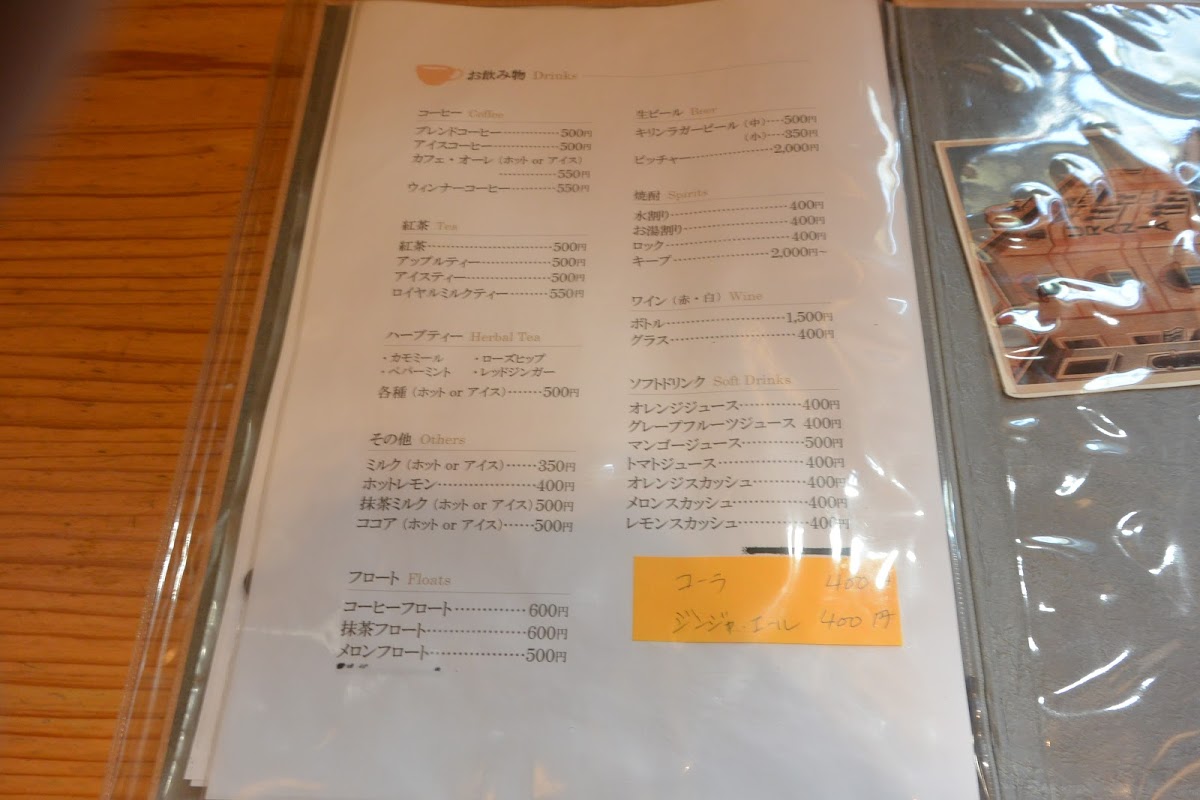 お飲み物 Drinks
コーヒー Coffee
ブレンドコーヒー 500円
アイスコーヒー 500円
カフェ・オーレ (ホット or アイス)
550円
ウィンナーコーヒー 550円
紅茶 Tea
紅茶 500円
アップルティー 500円
アイスティー 500円
ロイヤルミルクティー 550円
ハーブティー Herbal Tea
・カモミール ・ローズヒップ
・ペパーミント ・レッドジンガー
各種 (ホット or アイス) 500円
その他 Others
ミルク (ホット or アイス) 350円
ホットレモン 400円
抹茶ミルク (ホット or アイス) 500円
ココア (ホット or アイス) 500円
フロート Floats
コーヒーフロート 600円
抹茶フロート 600円
メロンフロート 500円
生ビール Beer
キリンラガービール (中) 500円
(小) 350円
ピッチャー 2,000円
焼酎 Spirits
水割り 400円
お湯割り 400円
ロック 400円
キープ 2,000円~
ワイン (赤・白) Wine
ボトル 1,500円
グラス 400円
ソフトドリンク Soft Drinks
オレンジジュース 400円
グレープフルーツジュース 400円
マンゴージュース 500円
トマトジュース 400円
オレンジスカッシュ 400円
メロンスカッシュ 400円
レモンスカッシュ 400円
コーラ 400円
ジンジャーエール 400円